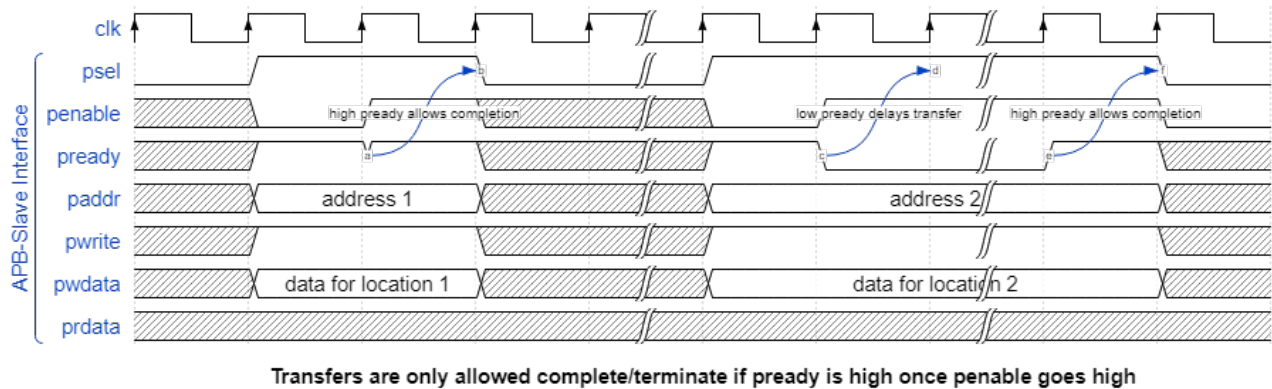 clk
APB-Slave Interface
psel
b
d
f
penable
high pready allows completion
low pready delays transfer
high pready allows completion
pready
a
c
e
paddr
address 1
address 2
pwrite
pwdata
data for location 1
data for location 2
prdata
Transfers are only allowed complete/terminate if pready is high once penable goes high